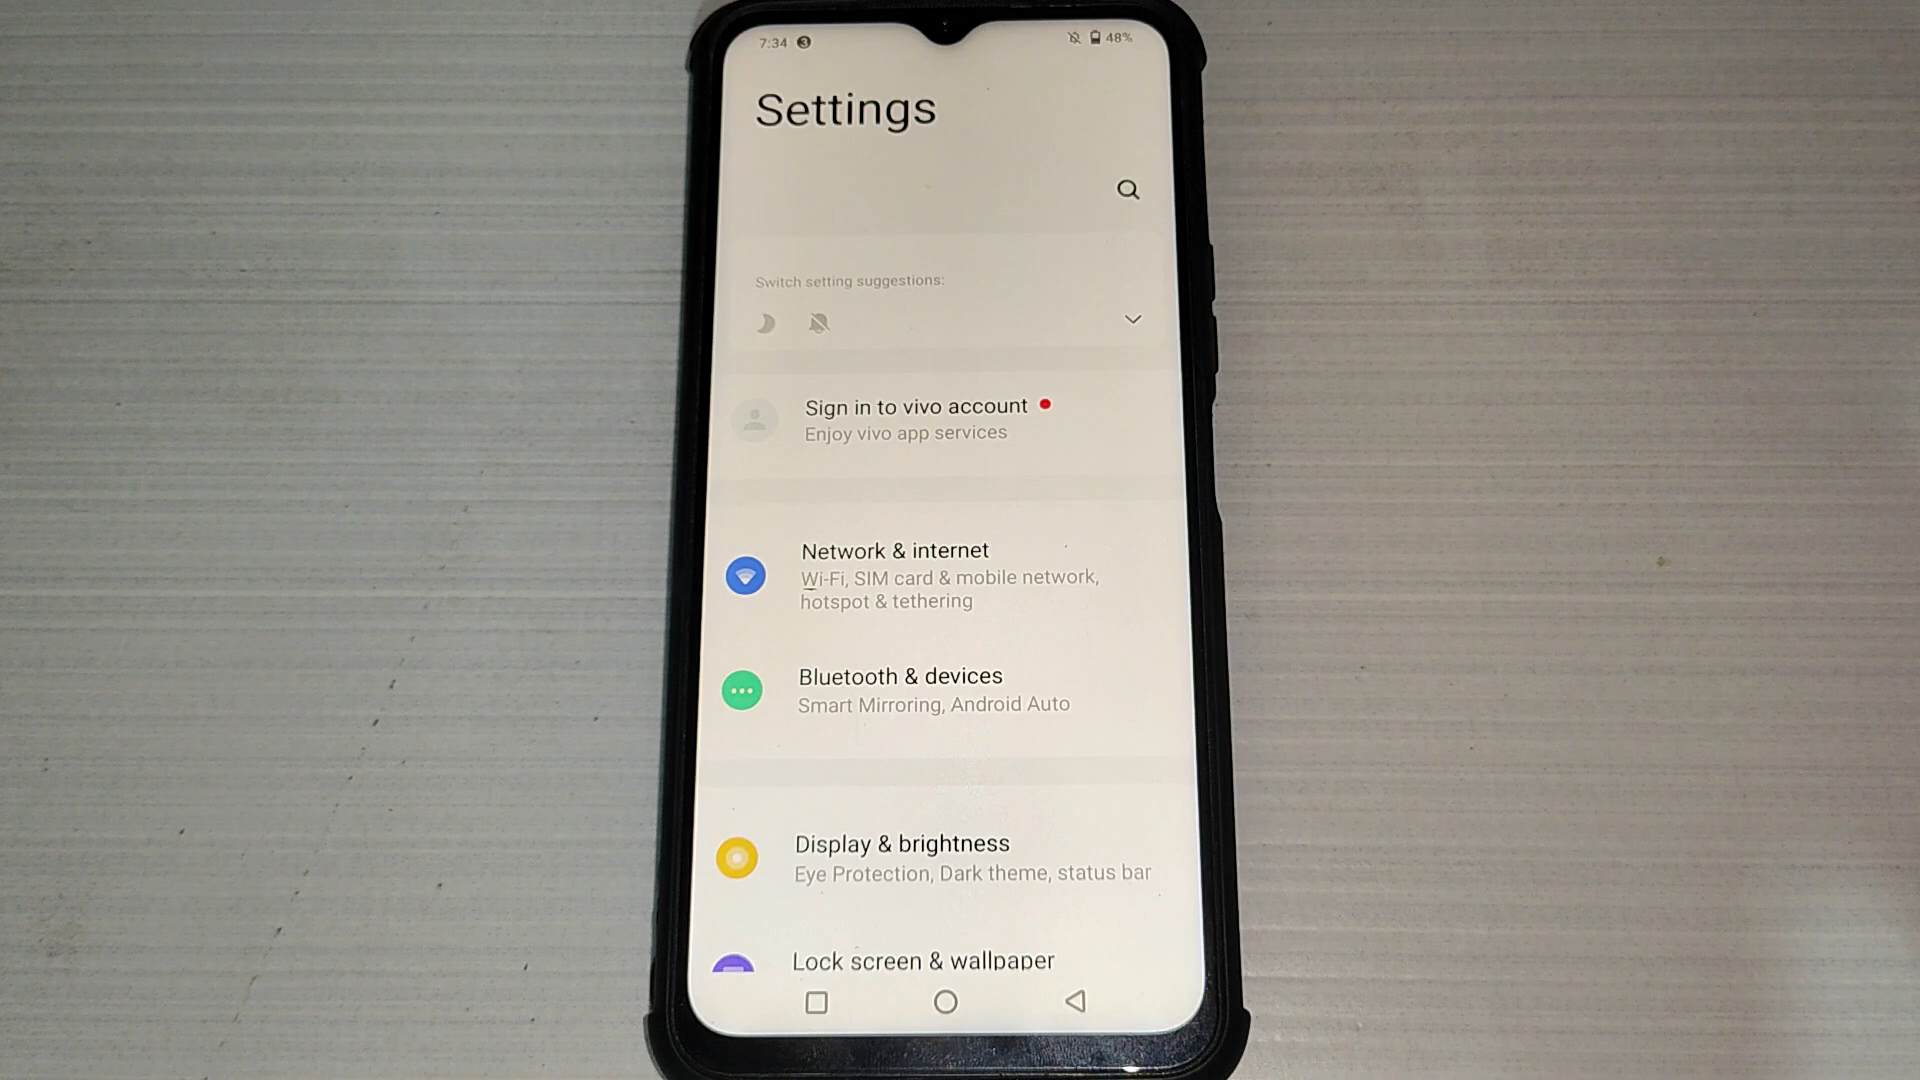 7:34 3 48%
Settings
Switch setting suggestions:
Sign in to vivo account
Enjoy vivo app services
Network & internet
Wi-Fi, SIM card & mobile network,
hotspot & tethering
Bluetooth & devices
Smart Mirroring, Android Auto
Display & brightness
Eye Protection, Dark theme, status bar
Lock screen & wallpaper